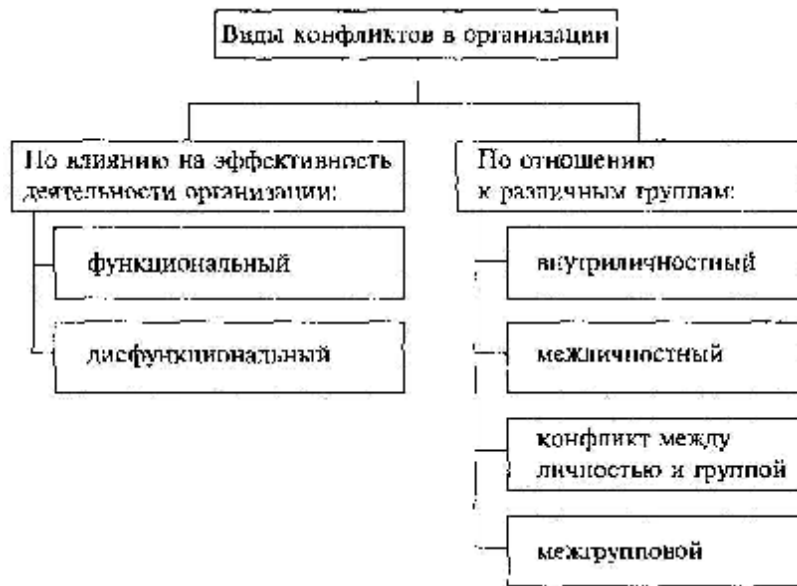 Виды конфликтов в организации
По влиянию на эффективность
деятельности организации:
функциональный
дисфункциональный
По отношению
к различным группам:
внутриличностный
межличностный
конфликт между
личностью и группой
межгрупповой